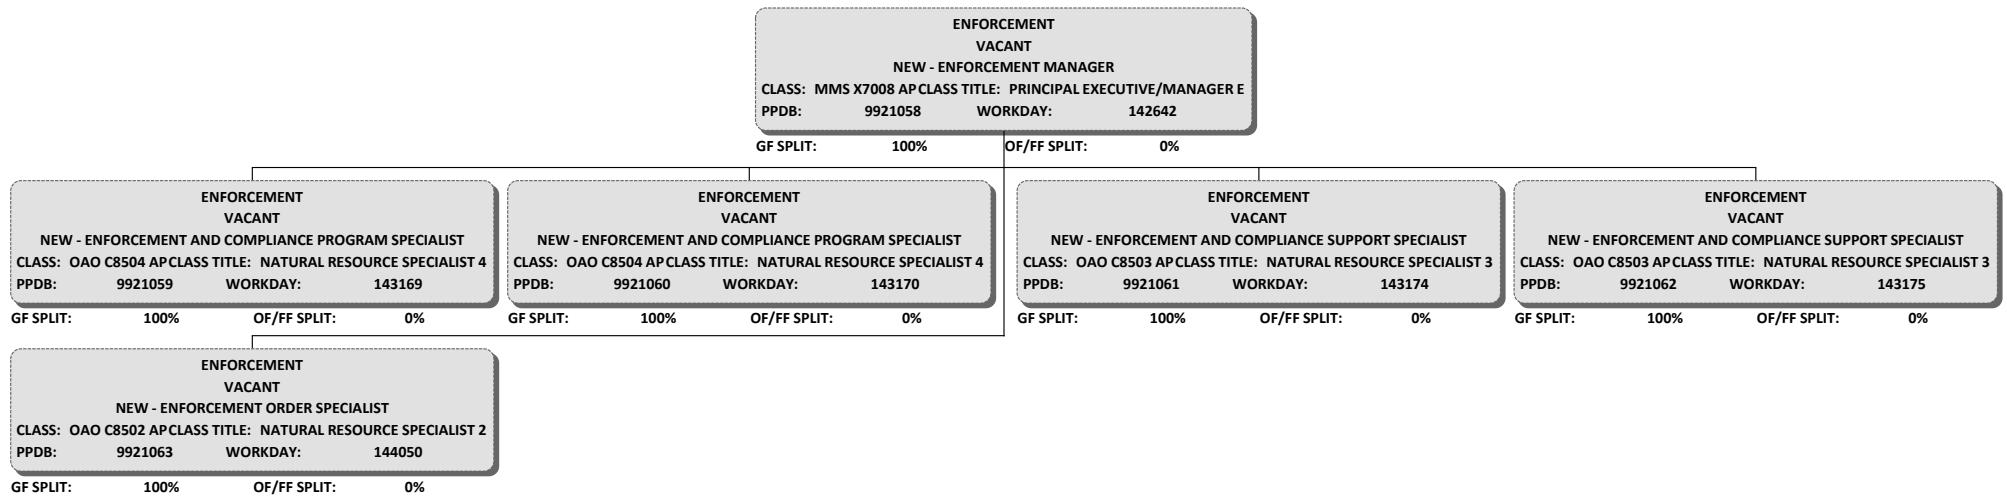 ENFORCEMENT
VACANT
NEW - ENFORCEMENT MANAGER
CLASS: MMS X7008 AP CLASS TITLE: PRINCIPAL EXECUTIVE/MANAGER E
PPDB: 9921058 WORKDAY: 142642
GF SPLIT: 100% OF/FF SPLIT: 0%
ENFORCEMENT
VACANT
NEW - ENFORCEMENT AND COMPLIANCE PROGRAM SPECIALIST
CLASS: OAO C8504 AP CLASS TITLE: NATURAL RESOURCE SPECIALIST 4
PPDB: 9921059 WORKDAY: 143169
GF SPLIT: 100% OF/FF SPLIT: 0%
ENFORCEMENT
VACANT
NEW - ENFORCEMENT AND COMPLIANCE PROGRAM SPECIALIST
CLASS: OAO C8504 AP CLASS TITLE: NATURAL RESOURCE SPECIALIST 4
PPDB: 9921060 WORKDAY: 143170
GF SPLIT: 100% OF/FF SPLIT: 0%
ENFORCEMENT
VACANT
NEW - ENFORCEMENT AND COMPLIANCE SUPPORT SPECIALIST
CLASS: OAO C8503 AP CLASS TITLE: NATURAL RESOURCE SPECIALIST 3
PPDB: 9921061 WORKDAY: 143174
GF SPLIT: 100% OF/FF SPLIT: 0%
ENFORCEMENT
VACANT
NEW - ENFORCEMENT AND COMPLIANCE SUPPORT SPECIALIST
CLASS: OAO C8503 AP CLASS TITLE: NATURAL RESOURCE SPECIALIST 3
PPDB: 9921062 WORKDAY: 143175
GF SPLIT: 100% OF/FF SPLIT: 0%
ENFORCEMENT
VACANT
NEW - ENFORCEMENT ORDER SPECIALIST
CLASS: OAO C8502 AP CLASS TITLE: NATURAL RESOURCE SPECIALIST 2
PPDB: 9921063 WORKDAY: 144050
GF SPLIT: 100% OF/FF SPLIT: 0%